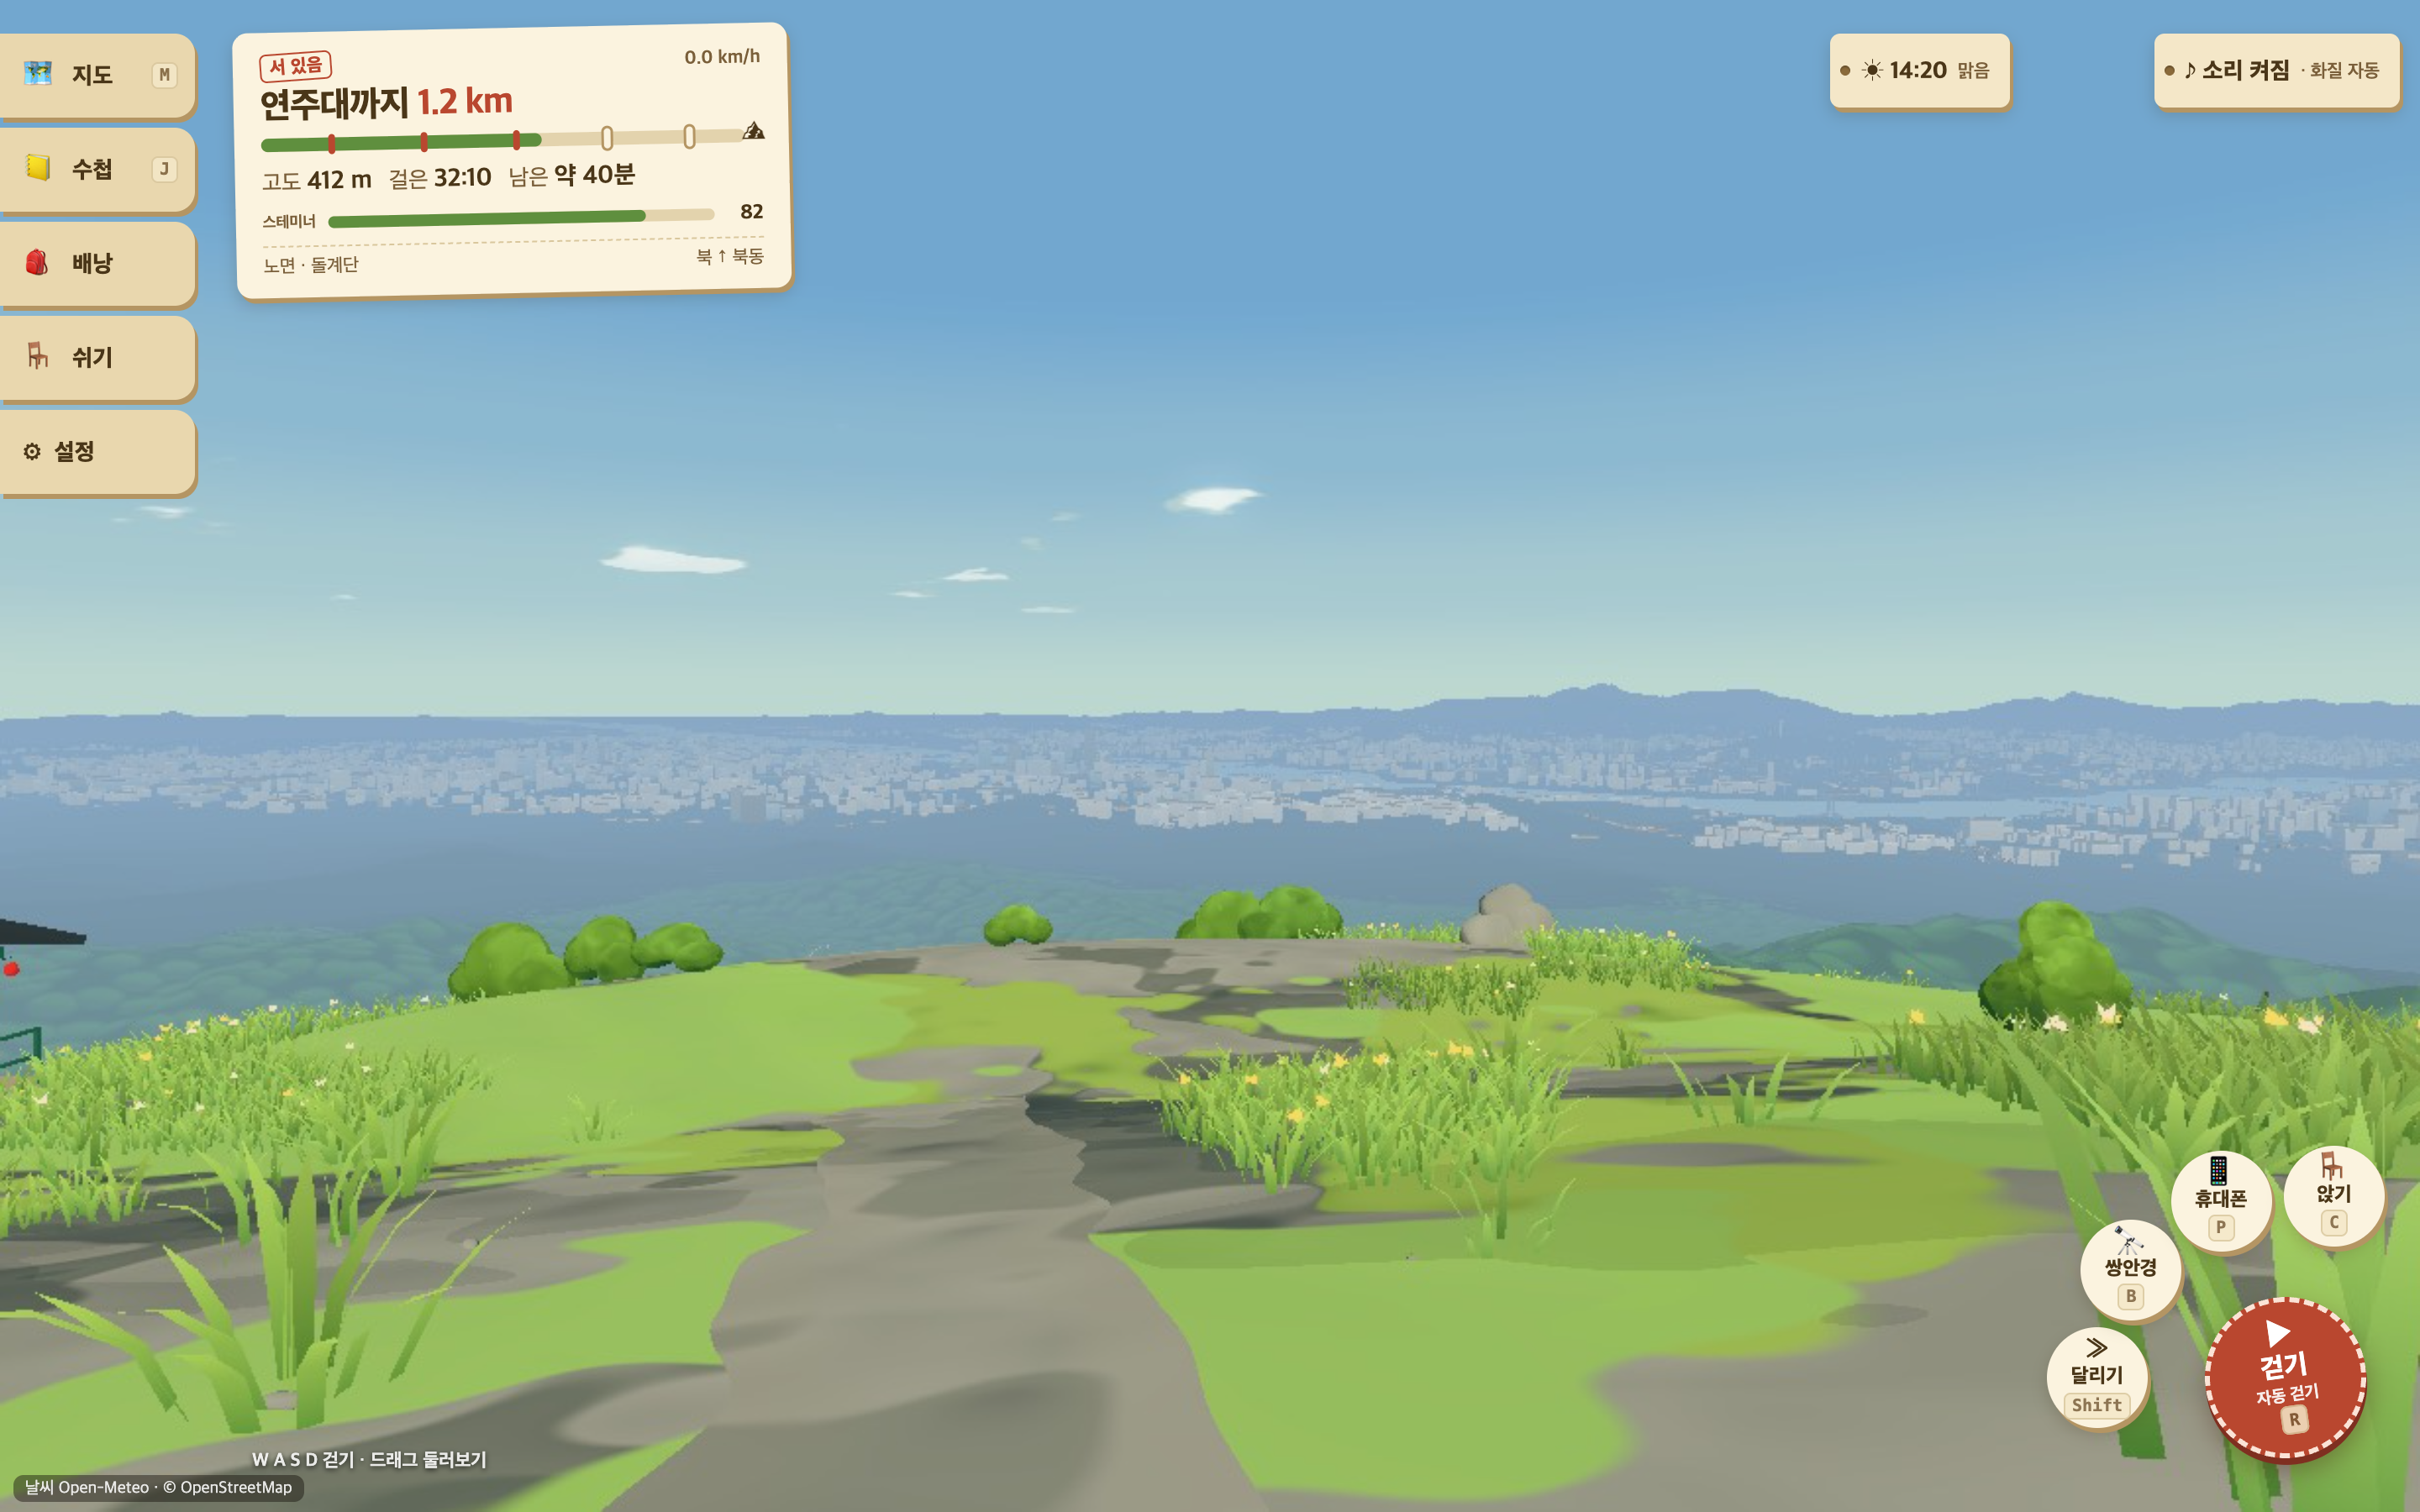 지도 M
수첩 J
배낭
쉬기
설정
서 있음
0.0 km/h
연주대까지 1.2 km
고도 412 m 걸은 32:10 남은 약 40분
스테미너 82
노면 · 돌계단
북 ↑ 북동
14:20 맑음
♪ 소리 켜짐 · 화질 자동
휴대폰
P
앉기
C
쌍안경
B
달리기
Shift
걷기
자동 걷기
R
W A S D 걷기 · 드래그 둘러보기
날씨 Open-Meteo · © OpenStreetMap